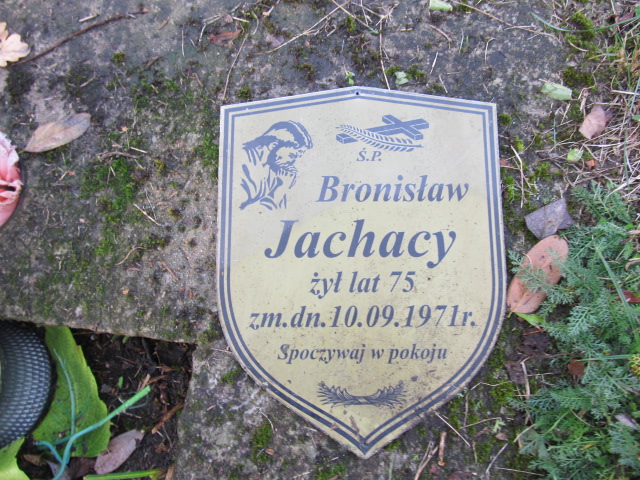 Ś.P.
Bronisław
Jachacy
żył lat 75
zm.dn.10.09.1971r.
Spoczywaj w pokoju